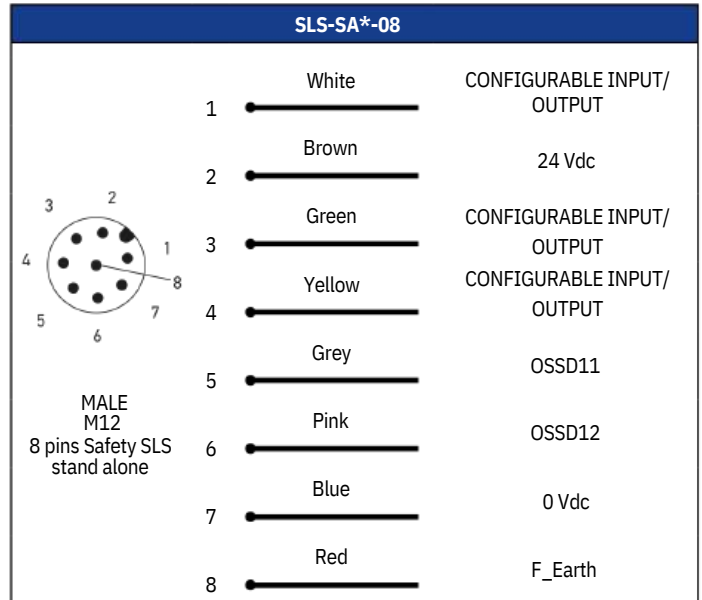 SLS-SA*-08
3
2
4
1
8
5
7
6
MALE
M12
8 pins Safety SLS
stand alone
1
White
CONFIGURABLE INPUT/
OUTPUT
2
Brown
24 Vdc
3
Green
CONFIGURABLE INPUT/
OUTPUT
4
Yellow
CONFIGURABLE INPUT/
OUTPUT
5
Grey
OSSD11
6
Pink
OSSD12
7
Blue
0 Vdc
8
Red
F_Earth